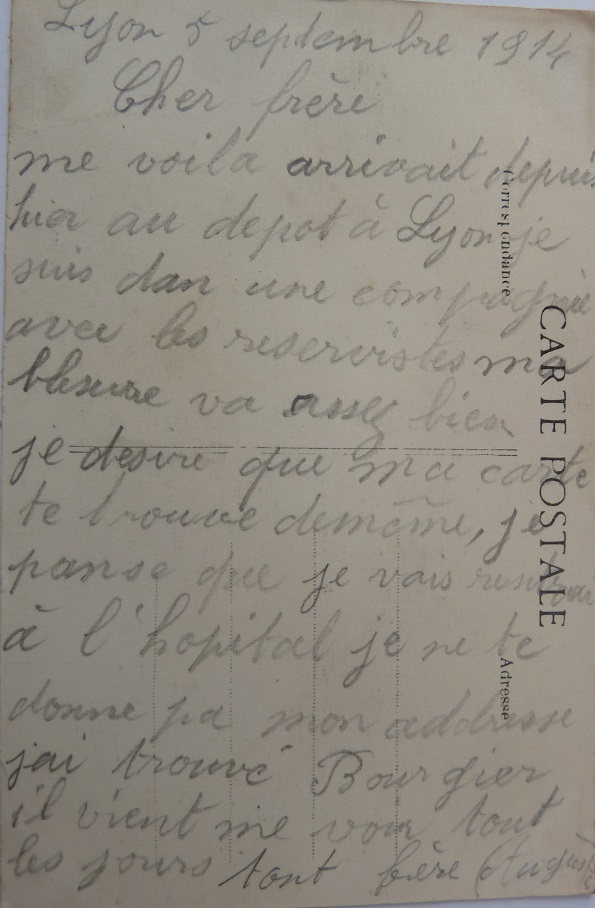 Lyon 5 septembre 1914
Cher frère
me voila arrivait depuis
hier au depot à Lyon je
suis dan une compagnie
avec les reservistes ma
blesure va assez bien
je desire que ma carte
te trouve demême, je
panse que je vais
à l'hopital je ne te
donne pa mon addresse
j'ai trouvé Bourgier
il vient me voir tout
les jours tont frère (Auguste)
Correspondance
CARTE POSTALE
Adresse